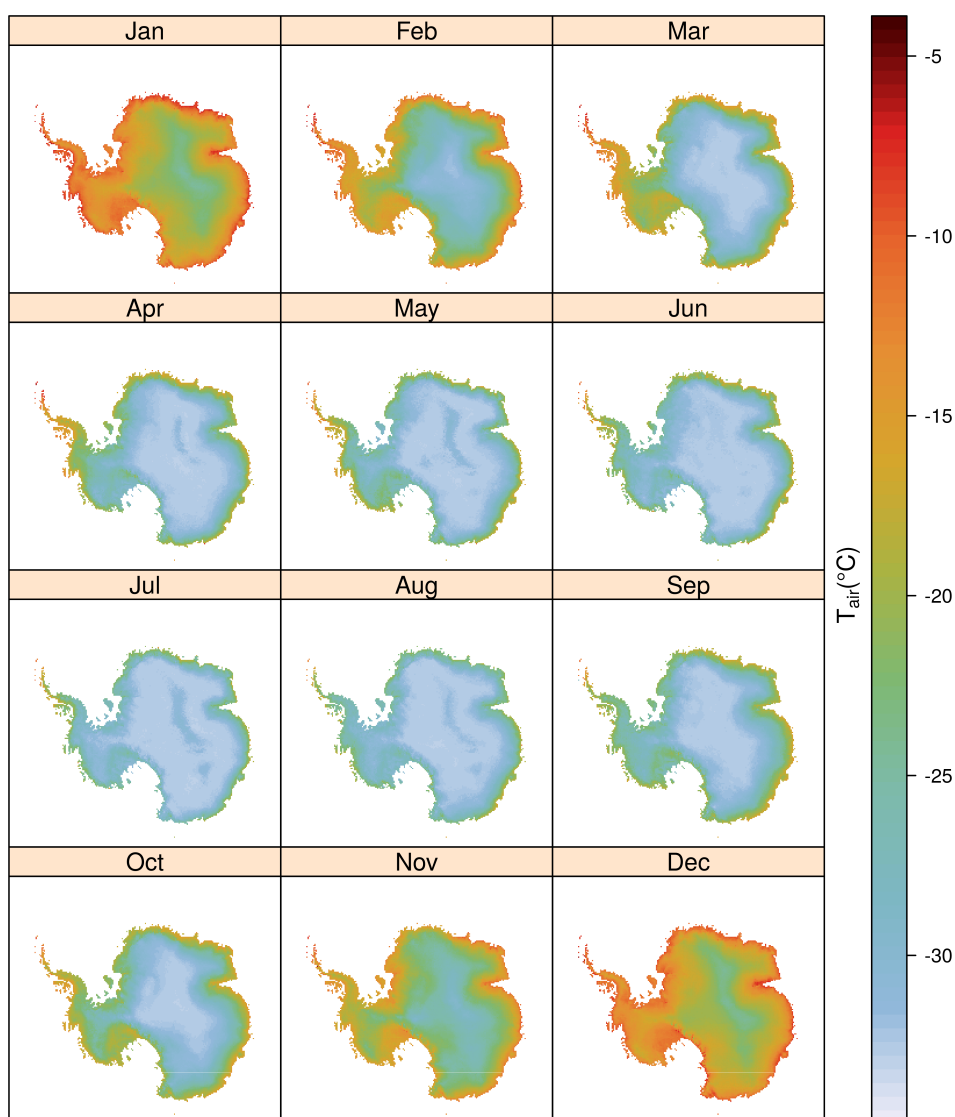 Jan Feb Mar
Apr May Jun
Jul Aug Sep
Oct Nov Dec
-5
-10
-15
-20
-25
-30
Tair(°C)